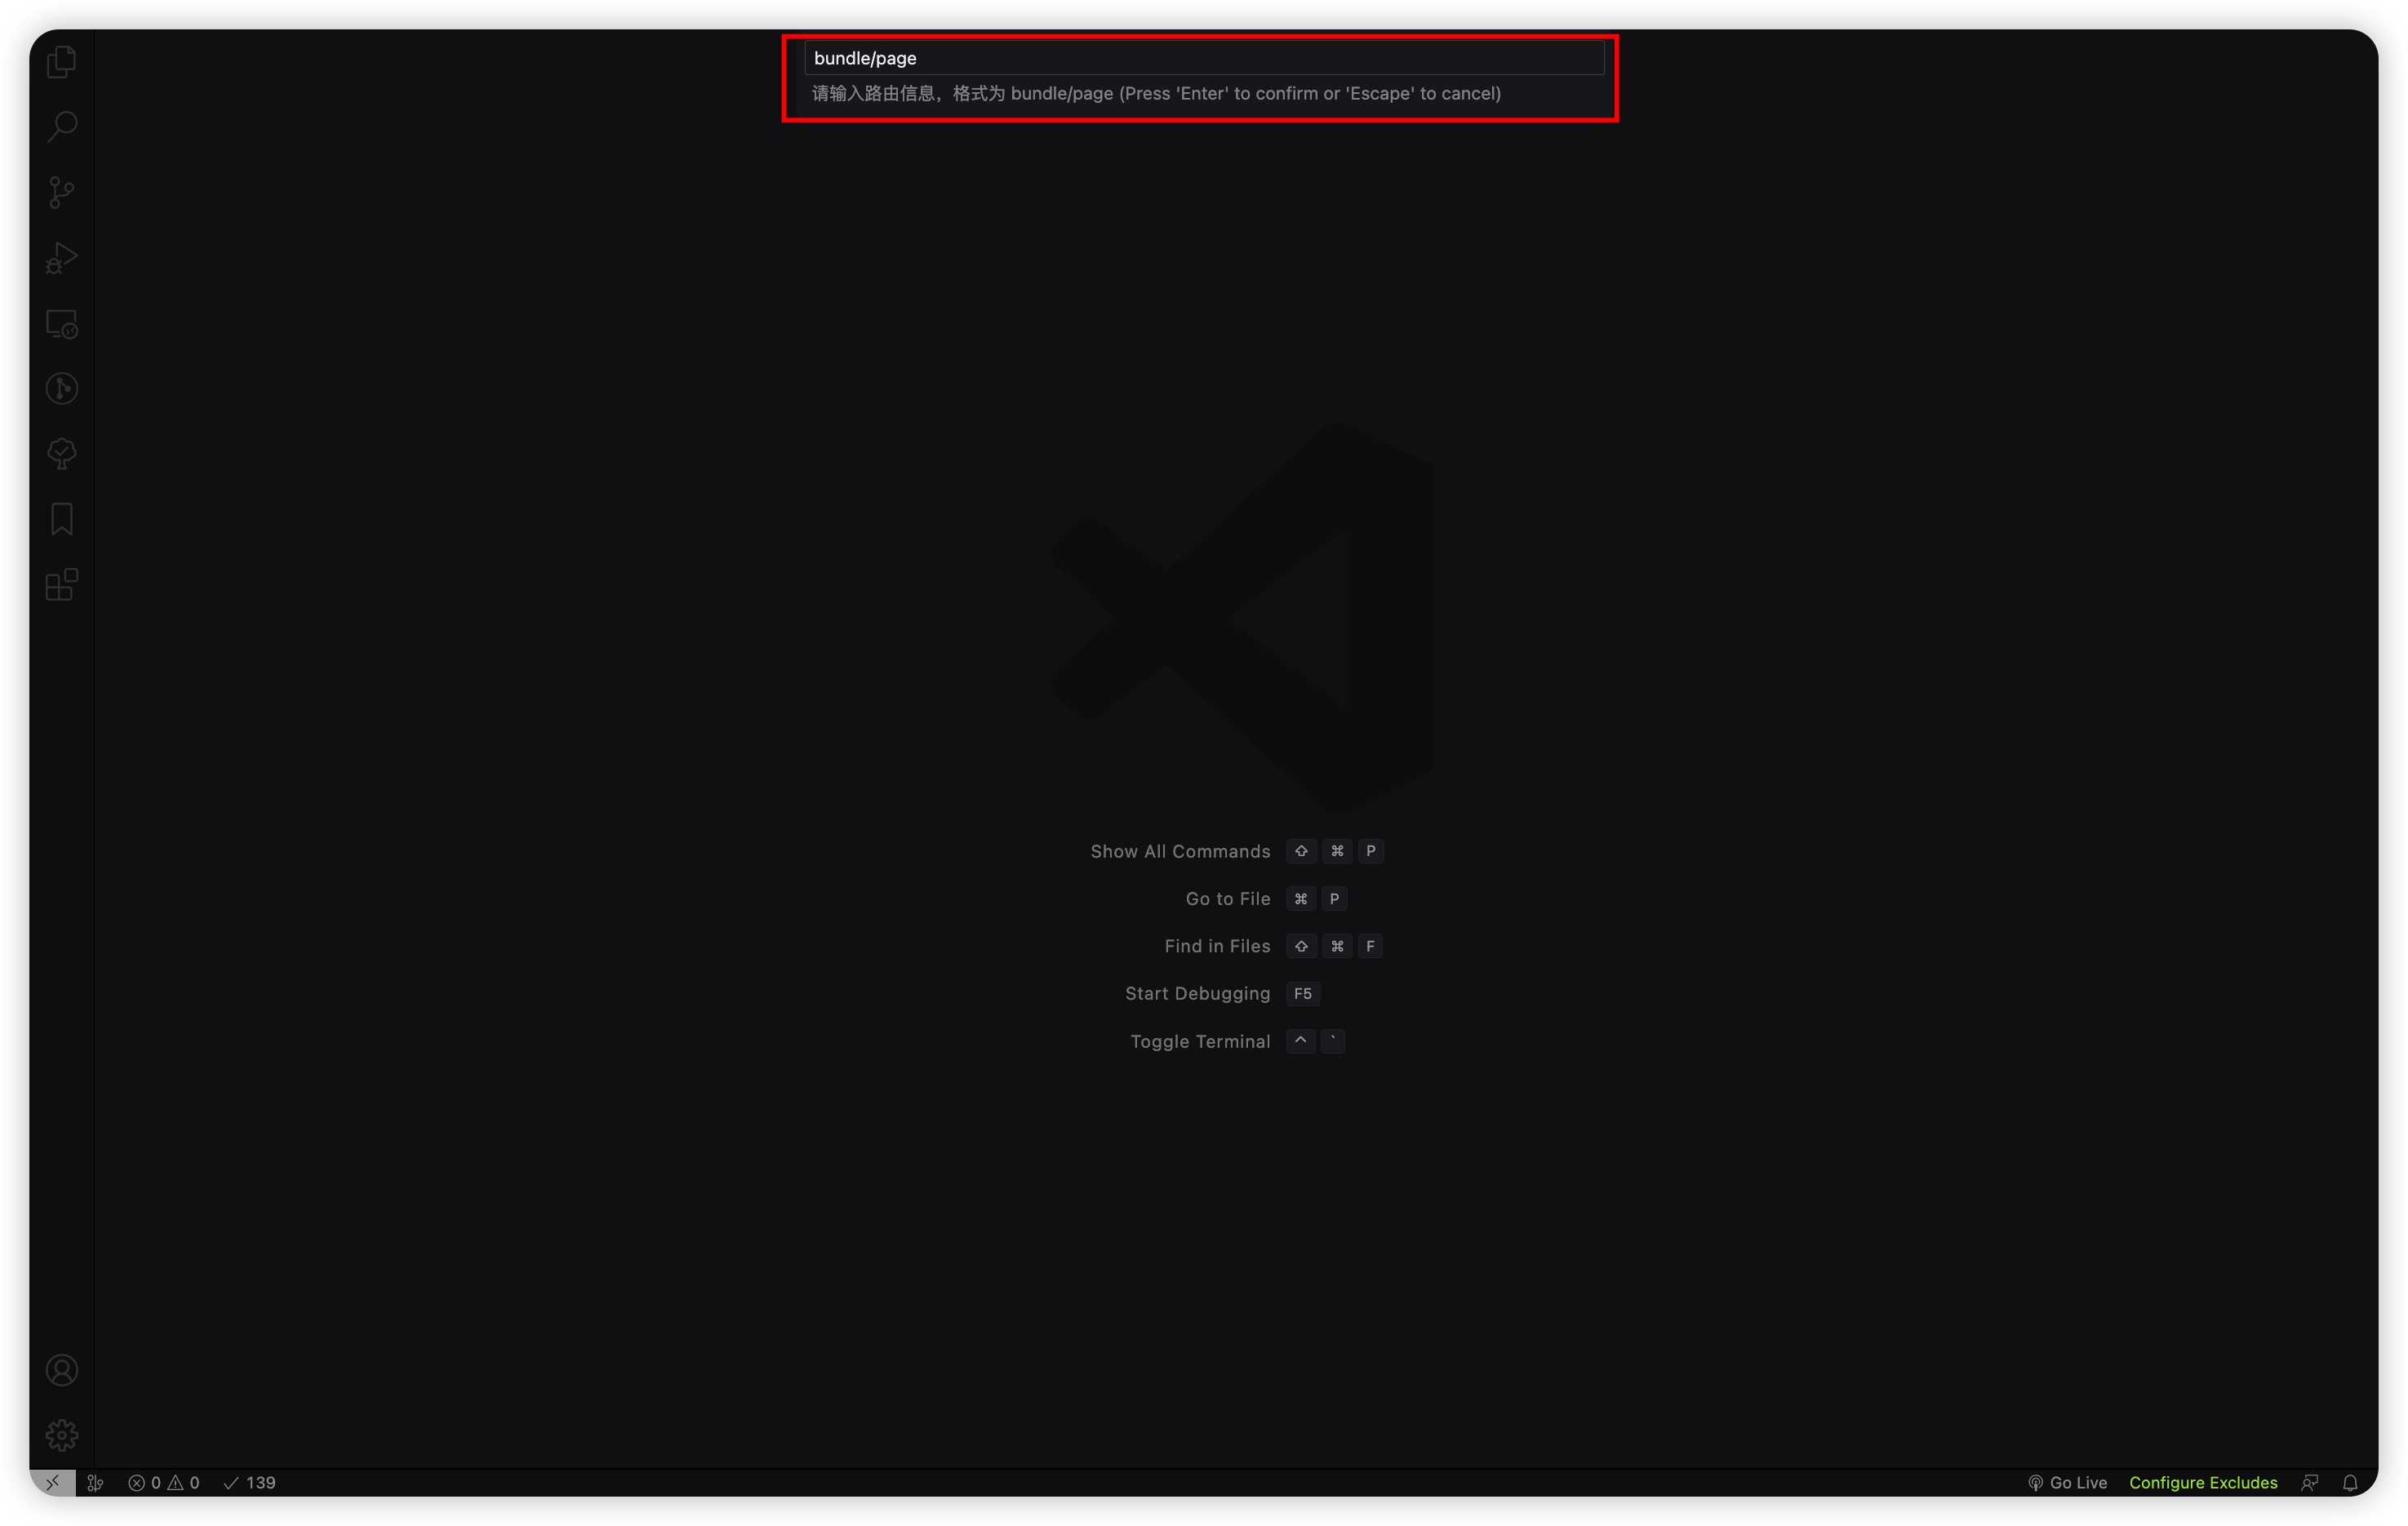 bundle/page
请输入路由信息，格式为 bundle/page (Press 'Enter' to confirm or 'Escape' to cancel)
Show All Commands ⇧ ⌘ P
Go to File ⌘ P
Find in Files ⇧ ⌘ F
Start Debugging F5
Toggle Terminal ^ `
0 0 139 Go Live Configure Excludes